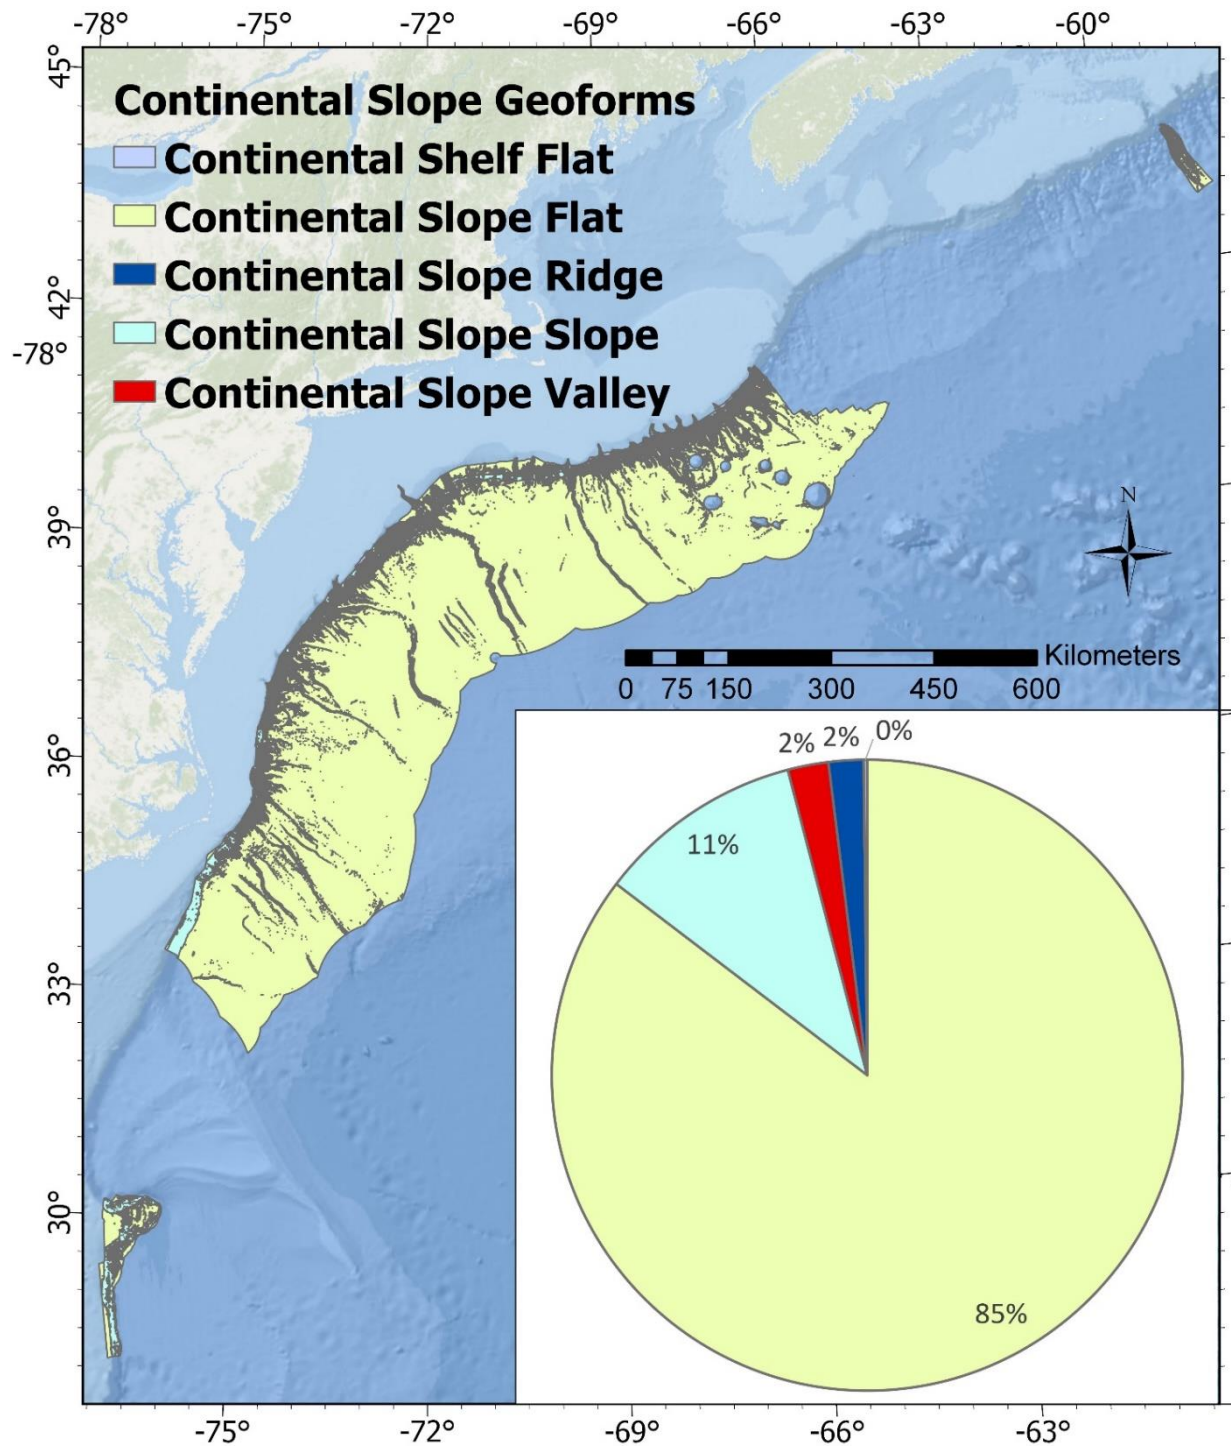 -78° -75° -72° -69° -66° -63° -60°
45°
Continental Slope Geoforms
Continental Shelf Flat
Continental Slope Flat
Continental Slope Ridge
42°
Continental Slope Slope
-78°
Continental Slope Valley
N
39°
Kilometers
0 75 150 300 450 600
2% 2% 0%
36°
11%
33°
30°
85%
-75° -72° -69° -66° -63°